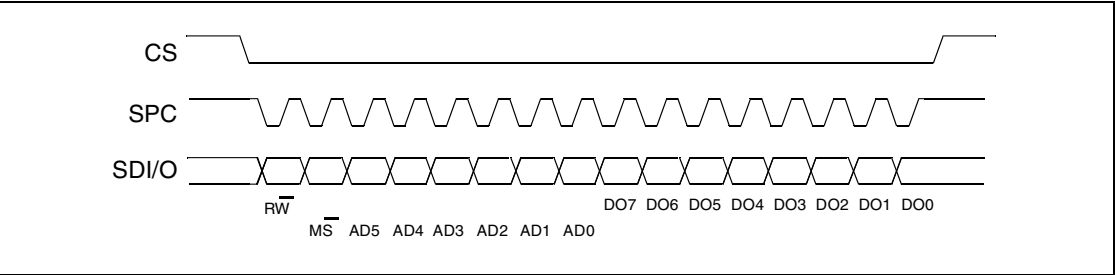 CS
SPC
SDI/O
RW̅
DO7 DO6 DO5 DO4 DO3 DO2 DO1 DO0
MS̅ AD5 AD4 AD3 AD2 AD1 AD0